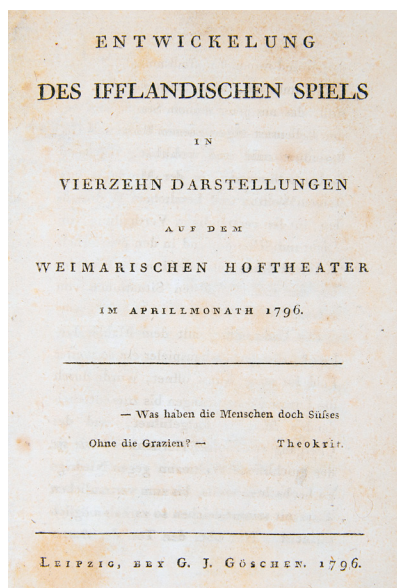 ENTWICKELUNG
DES IFFLANDISCHEN SPIELS
IN
VIERZEHN DARSTELLUNGEN
AUF DEM
WEIMARISCHEN HOFTHEATER
IM APRILLMONATH 1796.
— Was haben die Menschen doch Süſses
Ohne die Grazien? — Theokrit.
LEIPZIG, BEY G. J. GÖSCHEN. 1796.